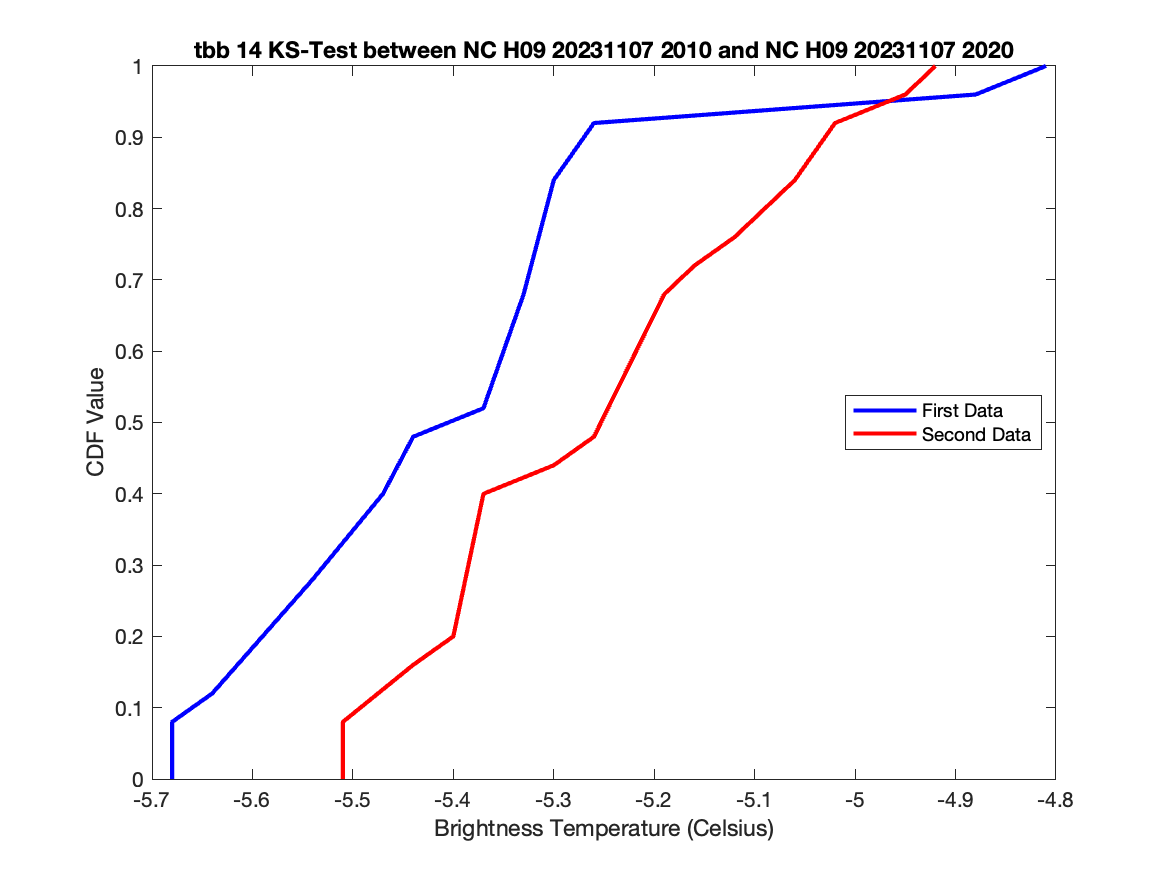 tbb 14 KS-Test between NC H09 20231107 2010 and NC H09 20231107 2020
1
0.9
0.8
0.7
0.6
0.5
0.4
0.3
0.2
0.1
0
CDF Value
First Data
Second Data
-5.7 -5.6 -5.5 -5.4 -5.3 -5.2 -5.1 -5 -4.9 -4.8
Brightness Temperature (Celsius)